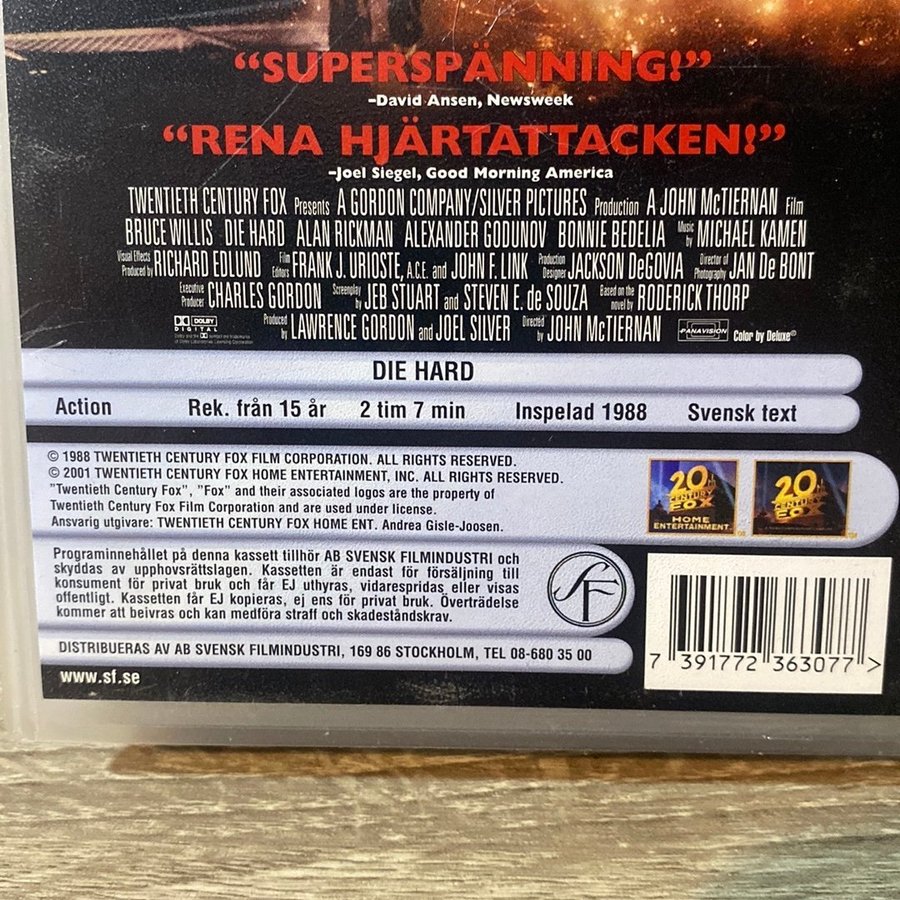 “SUPERSPÄNNING!”
–David Ansen, Newsweek
“RENA HJÄRTATTACKEN!”
–Joel Siegel, Good Morning America
TWENTIETH CENTURY FOX Presents A GORDON COMPANY/SILVER PICTURES Production A JOHN McTIERNAN Film
BRUCE WILLIS DIE HARD ALAN RICKMAN ALEXANDER GODUNOV BONNIE BEDELIA Music by MICHAEL KAMEN
Visual Effects Produced by RICHARD EDLUND Film Editors FRANK J. URIOSTE, A.C.E. and JOHN F. LINK Production Designer JACKSON DeGOVIA Director of Photography JAN De BONT
Executive Producer CHARLES GORDON Screenplay by JEB STUART and STEVEN E. de SOUZA Based on the novel by RODERICK THORP
DOLBY DIGITAL Produced by LAWRENCE GORDON and JOEL SILVER Directed by JOHN McTIERNAN PANAVISION Color by Deluxe®
DIE HARD
Action Rek. från 15 år 2 tim 7 min Inspelad 1988 Svensk text
© 1988 TWENTIETH CENTURY FOX FILM CORPORATION. ALL RIGHTS RESERVED.
© 2001 TWENTIETH CENTURY FOX HOME ENTERTAINMENT, INC. ALL RIGHTS RESERVED.
”Twentieth Century Fox”, ”Fox” and their associated logos are the property of
Twentieth Century Fox Film Corporation and are used under license.
Ansvarig utgivare: TWENTIETH CENTURY FOX HOME ENT. Andrea Gisle-Joosen.
20th CENTURY FOX HOME ENTERTAINMENT
20th CENTURY FOX
Programinnehållet på denna kassett tillhör AB SVENSK FILMINDUSTRI och
skyddas av upphovsrättslagen. Kassetten är endast för försäljning till
konsument för privat bruk och får EJ uthyras, vidarespridas eller visas
offentligt. Kassetten får EJ kopieras, ej ens för privat bruk. Överträdelse
kommer att beivras och kan medföra straff och skadeståndskrav.
SF
DISTRIBUERAS AV AB SVENSK FILMINDUSTRI, 169 86 STOCKHOLM, TEL 08-680 35 00
www.sf.se
7 391772 363077 >